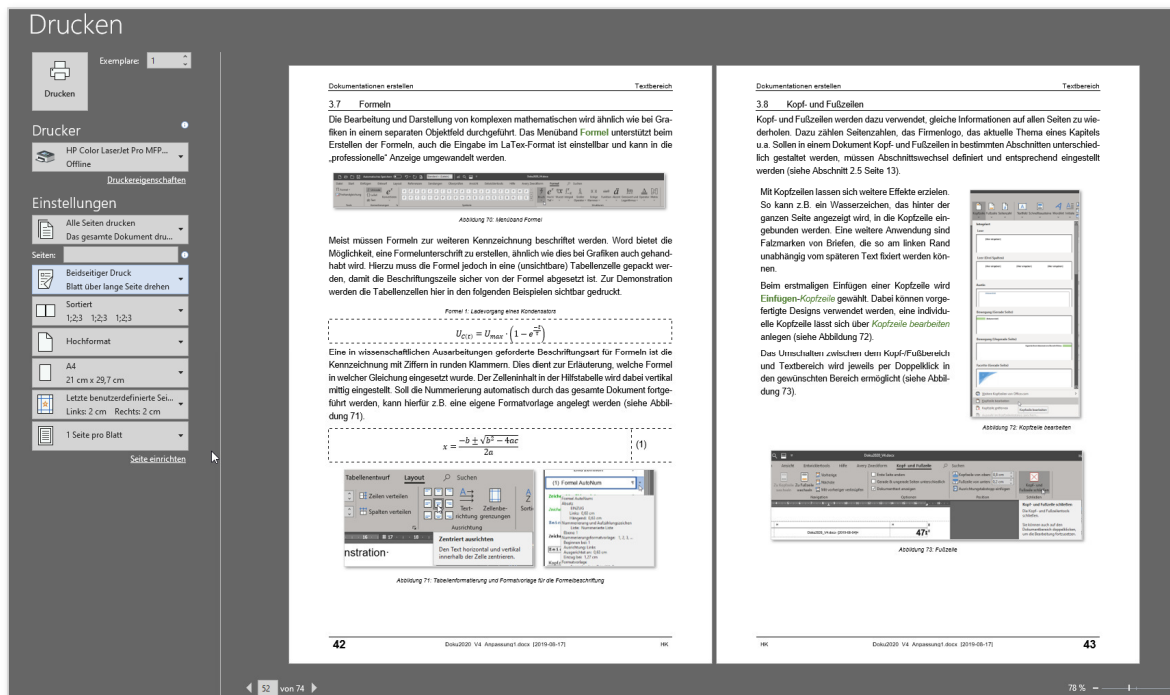 Drucken
Exemplare: 1
Drucken
Drucker
HP Color LaserJet Pro MFP...
Offline
Druckereigenschaften
Einstellungen
Alle Seiten drucken
Das gesamte Dokument dru...
Seiten:
Beidseitiger Druck
Blatt über lange Seite drehen
Sortiert
1;2;3 1;2;3 1;2;3
Hochformat
A4
21 cm x 29,7 cm
Letzte benutzerdefinierte Sei...
Links: 2 cm Rechts: 2 cm
1 Seite pro Blatt
Seite einrichten
Dokumentationen erstellen Textbereich
3.7 Formeln
Die Bearbeitung und Darstellung von komplexen mathematischen wird ähnlich wie bei Gra-
fiken in einem separaten Objektfeld durchgeführt. Das Menüband Formel unterstützt beim
Erstellen der Formeln, auch die Eingabe im LaTex-Format ist einstellbar und kann in die
„professionelle“ Anzeige umgewandelt werden.
Abbildung 70: Menüband Formel
Meist müssen Formeln zur weiteren Kennzeichnung beschriftet werden. Word bietet die
Möglichkeit, eine Formelunterschrift zu erstellen, ähnlich wie dies bei Grafiken auch gehand-
habt wird. Hierzu muss die Formel jedoch in eine (unsichtbare) Tabellenzelle gepackt wer-
den, damit die Beschriftungszeile sicher von der Formel abgesetzt ist. Zur Demonstration
werden die Tabellenzellen hier in den folgenden Beispielen sichtbar gedruckt.
Formel 1: Ladevorgang eines Kondensators
U_C(t) = U_max · (1 − e^(−t/τ))
Eine in wissenschaftlichen Ausarbeitungen geforderte Beschriftungsart für Formeln ist die
Kennzeichnung mit Ziffern in runden Klammern. Dies dient zur Erläuterung, welche Formel
in welcher Gleichung eingesetzt wurde. Der Zelleninhalt in der Hilfstabelle wird dabei vertikal
mittig eingestellt. Soll die Nummerierung automatisch durch das gesamte Dokument fortge-
führt werden, kann hierfür z.B. eine eigene Formatvorlage angelegt werden (siehe Abbil-
dung 71).
x = (−b ± √(b² − 4ac)) / 2a (1)
Tabellenentwurf Layout Suchen
Zeilen verteilen
Spalten verteilen
Text-
richtung
Zellenbe-
grenzungen
Sorti-
Ausrichtung
Zentriert ausrichten
Den Text horizontal und vertikal
innerhalb der Zelle zentrieren.
nstration·
(1) Formel AutoNum
Formel AutoNum
Abbildung 71: Tabellenformatierung und Formatvorlage für die Formelbeschriftung
42 Doku2020_V4_Anpassung1.docx [2019-06-17] HK
Dokumentationen erstellen Textbereich
3.8 Kopf- und Fußzeilen
Kopf- und Fußzeilen werden dazu verwendet, gleiche Informationen auf allen Seiten zu wie-
derholen. Dazu zählen Seitenzahlen, das Firmenlogo, das aktuelle Thema eines Kapitels
u.a. Sollen in einem Dokument Kopf- und Fußzeilen in bestimmten Abschnitten unterschied-
lich gestaltet werden, müssen Abschnittswechsel definiert und entsprechend eingestellt
werden (siehe Abschnitt 2.5 Seite 13).
Mit Kopfzeilen lassen sich weitere Effekte erzielen.
So kann z.B. ein Wasserzeichen, das hinter der
ganzen Seite angezeigt wird, in die Kopfzeile ein-
gebunden werden. Eine weitere Anwendung sind
Falzmarken von Briefen, die so am linken Rand
unabhängig vom späteren Text fixiert werden kön-
nen.
Beim erstmaligen Einfügen einer Kopfzeile wird
Einfügen-Kopfzeile gewählt. Dabei können vorge-
fertigte Designs verwendet werden, eine individu-
elle Kopfzeile lässt sich über Kopfzeile bearbeiten
anlegen (siehe Abbildung 72).
Das Umschalten zwischen dem Kopf-/Fußbereich
und Textbereich wird jeweils per Doppelklick in
den gewünschten Bereich ermöglicht (siehe Abbil-
dung 73).
Abbildung 72: Kopfzeile bearbeiten
Kopf- und Fußzeile
47
Abbildung 73: Fußzeile
HK Doku2020_V4_Anpassung1.docx [2019-06-17] 43
52 von 74
78 %